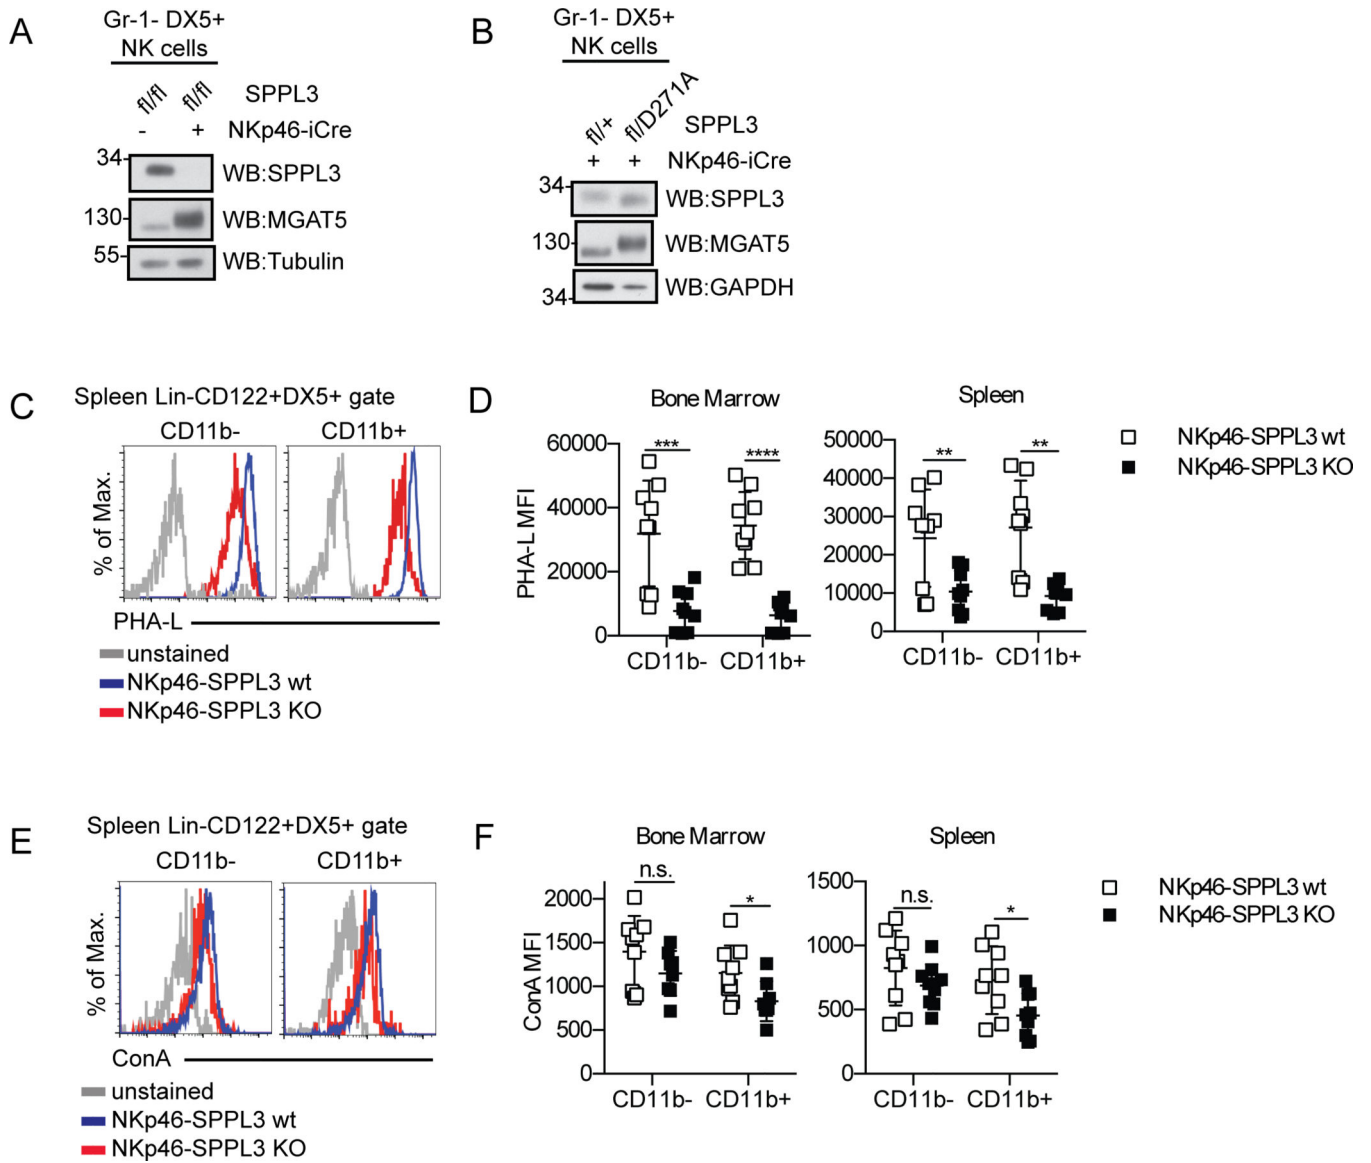 A
Gr-1- DX5+
NK cells
fl/fl fl/fl SPPL3
- + NKp46-iCre
34- WB:SPPL3
130- WB:MGAT5
55- WB:Tubulin
B
Gr-1- DX5+
NK cells
fl/+ fl/D271A SPPL3
+ + NKp46-iCre
34- WB:SPPL3
130- WB:MGAT5
34- WB:GAPDH
C
Spleen Lin-CD122+DX5+ gate
CD11b- CD11b+
% of Max.
PHA-L
unstained
NKp46-SPPL3 wt
NKp46-SPPL3 KO
D
Bone Marrow
PHA-L MFI
60000
40000
20000
0
*** ****
CD11b- CD11b+
Spleen
50000
40000
30000
20000
10000
0
** **
CD11b- CD11b+
NKp46-SPPL3 wt
NKp46-SPPL3 KO
E
Spleen Lin-CD122+DX5+ gate
CD11b- CD11b+
% of Max.
ConA
unstained
NKp46-SPPL3 wt
NKp46-SPPL3 KO
F
Bone Marrow
ConA MFI
2000
1500
1000
500
0
n.s. *
CD11b- CD11b+
Spleen
1500
1000
500
0
n.s. *
CD11b- CD11b+
NKp46-SPPL3 wt
NKp46-SPPL3 KO